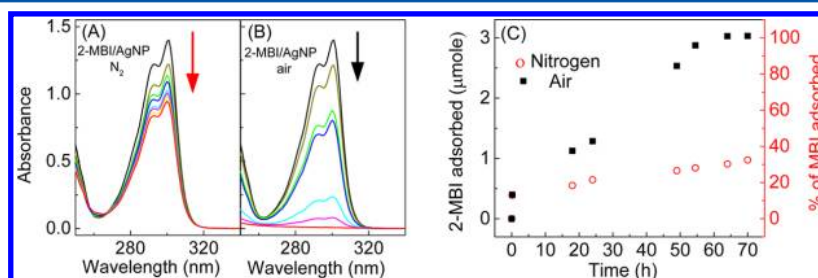 (A)
2-MBI/AgNP
N₂
Absorbance
1.5
1.0
0.5
0.0
280
320
Wavelength (nm)
(B)
2-MBI/AgNP
air
280
320
Wavelength (nm)
(C)
Nitrogen
Air
2-MBI adsorbed (μmole)
3
2
1
0
0 10 20 30 40 50 60 70
Time (h)
100
80
60
40
20
0
% of MBI adsorbed